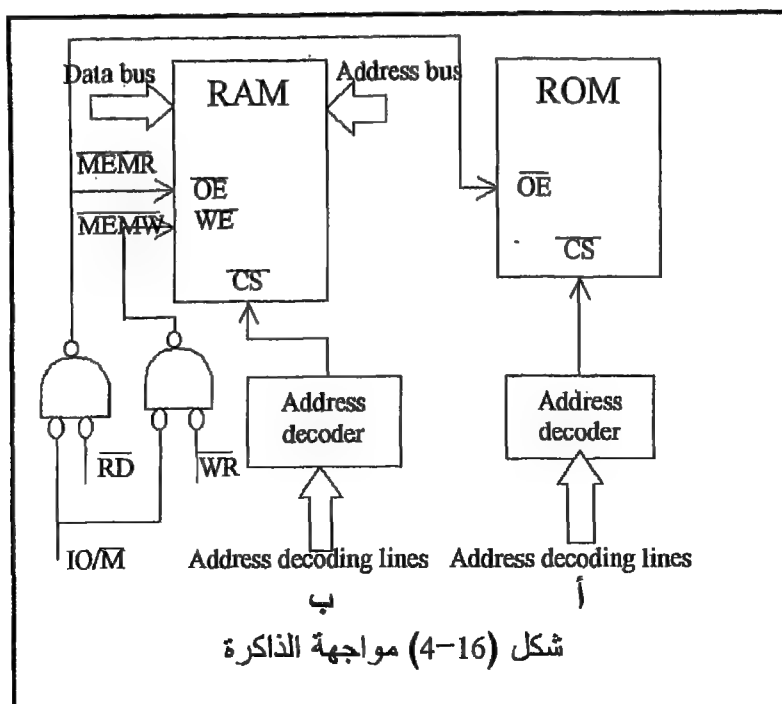 Data bus
RAM
Address bus
ROM
MEMR
OE
MEMW
WE
CS
OE
CS
Address
decoder
Address
decoder
RD
WR
IO/M
Address decoding lines
Address decoding lines
ب
أ
شكل (16-4) مواجهة الذاكرة